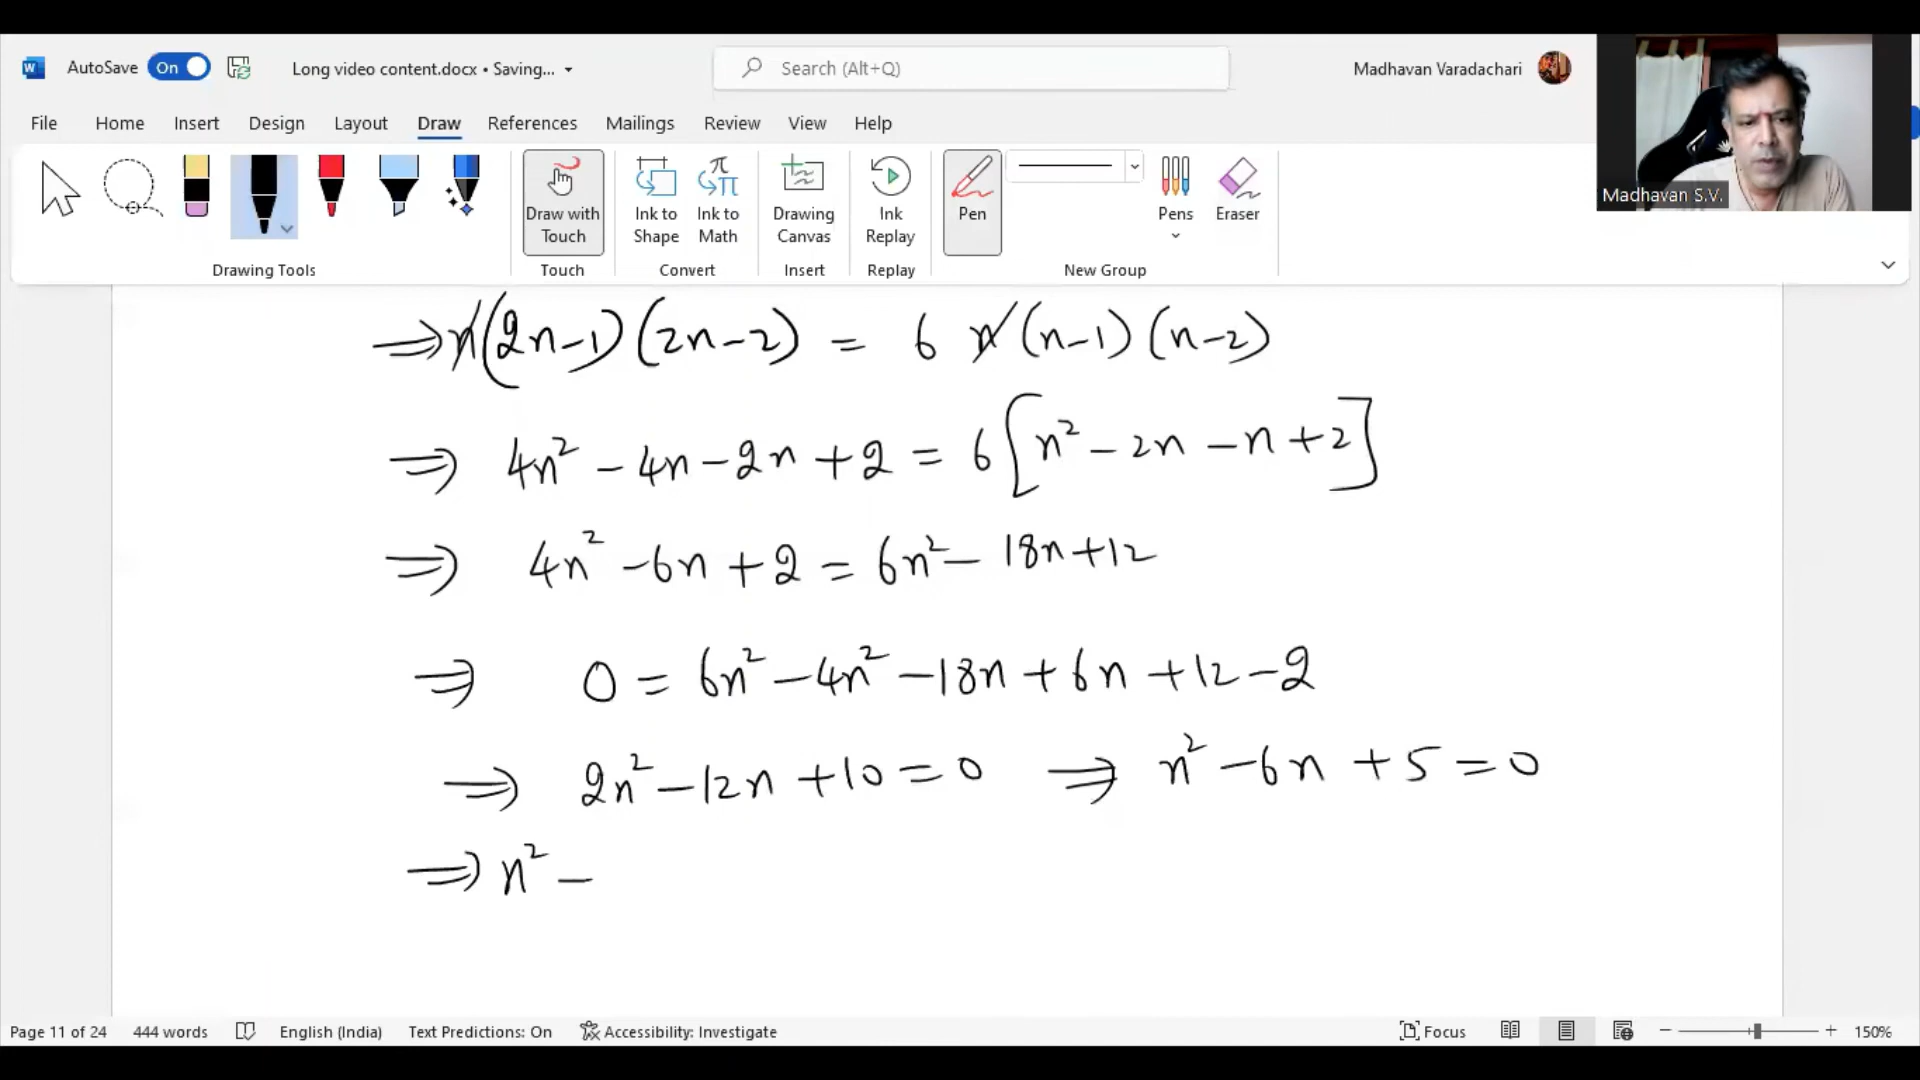 AutoSave On Long video content.docx • Saving... Search (Alt+Q) Madhavan Varadachari
File Home Insert Design Layout Draw References Mailings Review View Help
Draw with Touch
Ink to Shape
Ink to Math
Drawing Canvas
Ink Replay
Pen
Pens
Eraser
Drawing Tools Touch Convert Insert Replay New Group
Madhavan S.V.
⇒ n(2n-1)(2n-2) = 6 n(n-1)(n-2)
⇒ 4n² - 4n - 2n + 2 = 6[n² - 2n - n + 2]
⇒ 4n² - 6n + 2 = 6n² - 18n + 12
⇒ 0 = 6n² - 4n² - 18n + 6n + 12 - 2
⇒ 2n² - 12n + 10 = 0 ⇒ n² - 6n + 5 = 0
⇒ n² -
Page 11 of 24 444 words English (India) Text Predictions: On Accessibility: Investigate Focus 150%